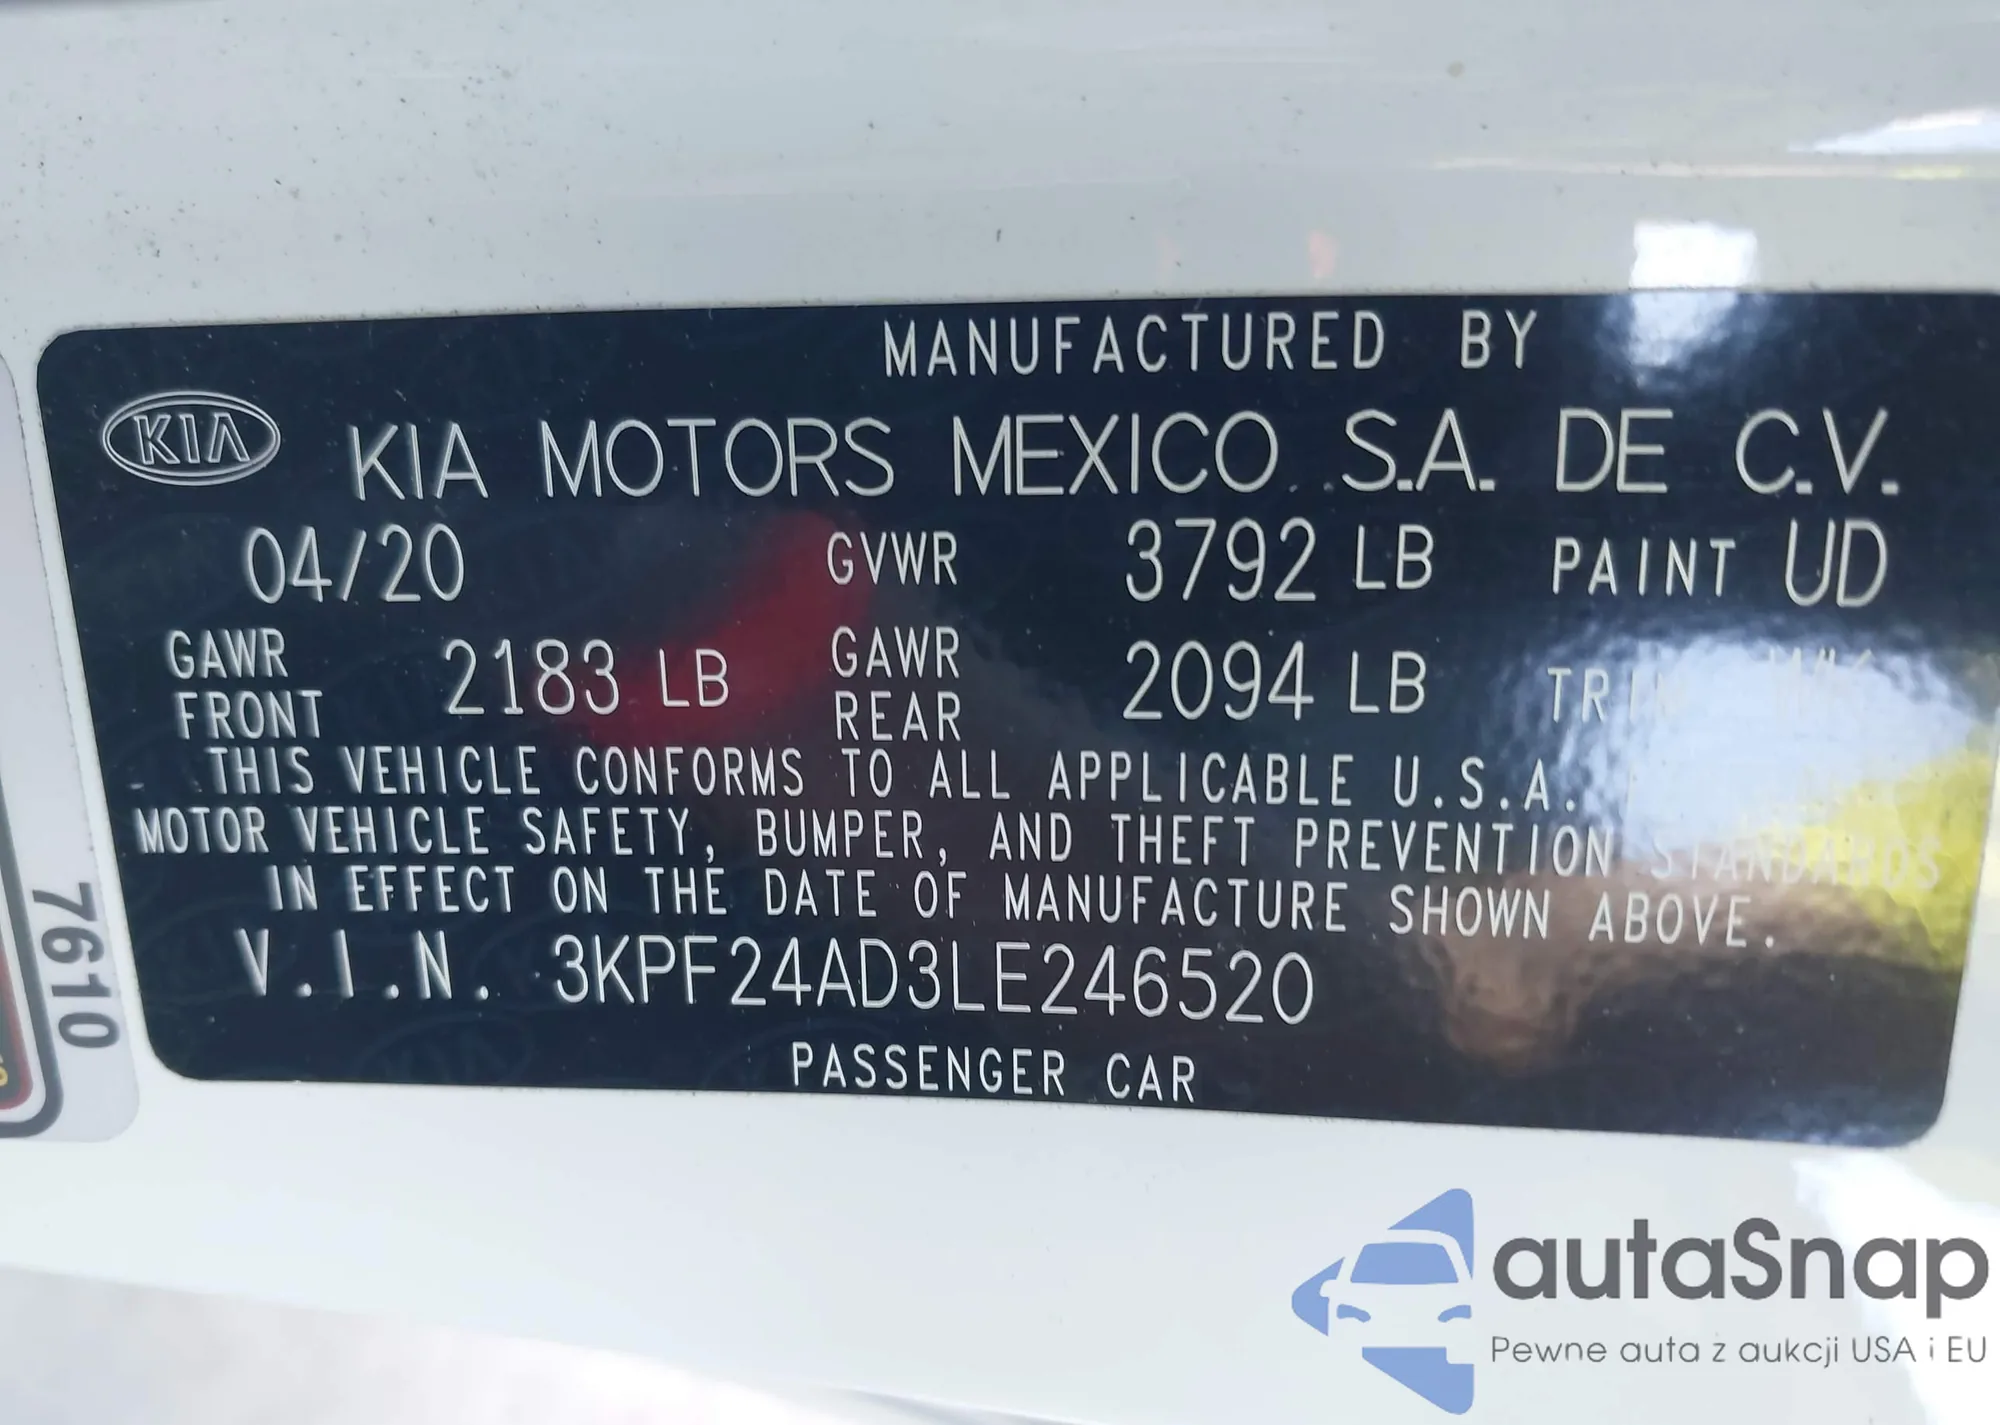 MANUFACTURED BY
KIA KIA MOTORS MEXICO S.A. DE C.V.
04/20 GVWR 3792 LB PAINT UD
GAWR FRONT 2183 LB GAWR REAR 2094 LB TRIM
THIS VEHICLE CONFORMS TO ALL APPLICABLE U.S.A.
MOTOR VEHICLE SAFETY, BUMPER, AND THEFT PREVENTION STANDARDS
IN EFFECT ON THE DATE OF MANUFACTURE SHOWN ABOVE.
V.I.N. 3KPF24AD3LE246520
PASSENGER CAR
7610
autaSnap
Pewne auta z aukcji USA i EU